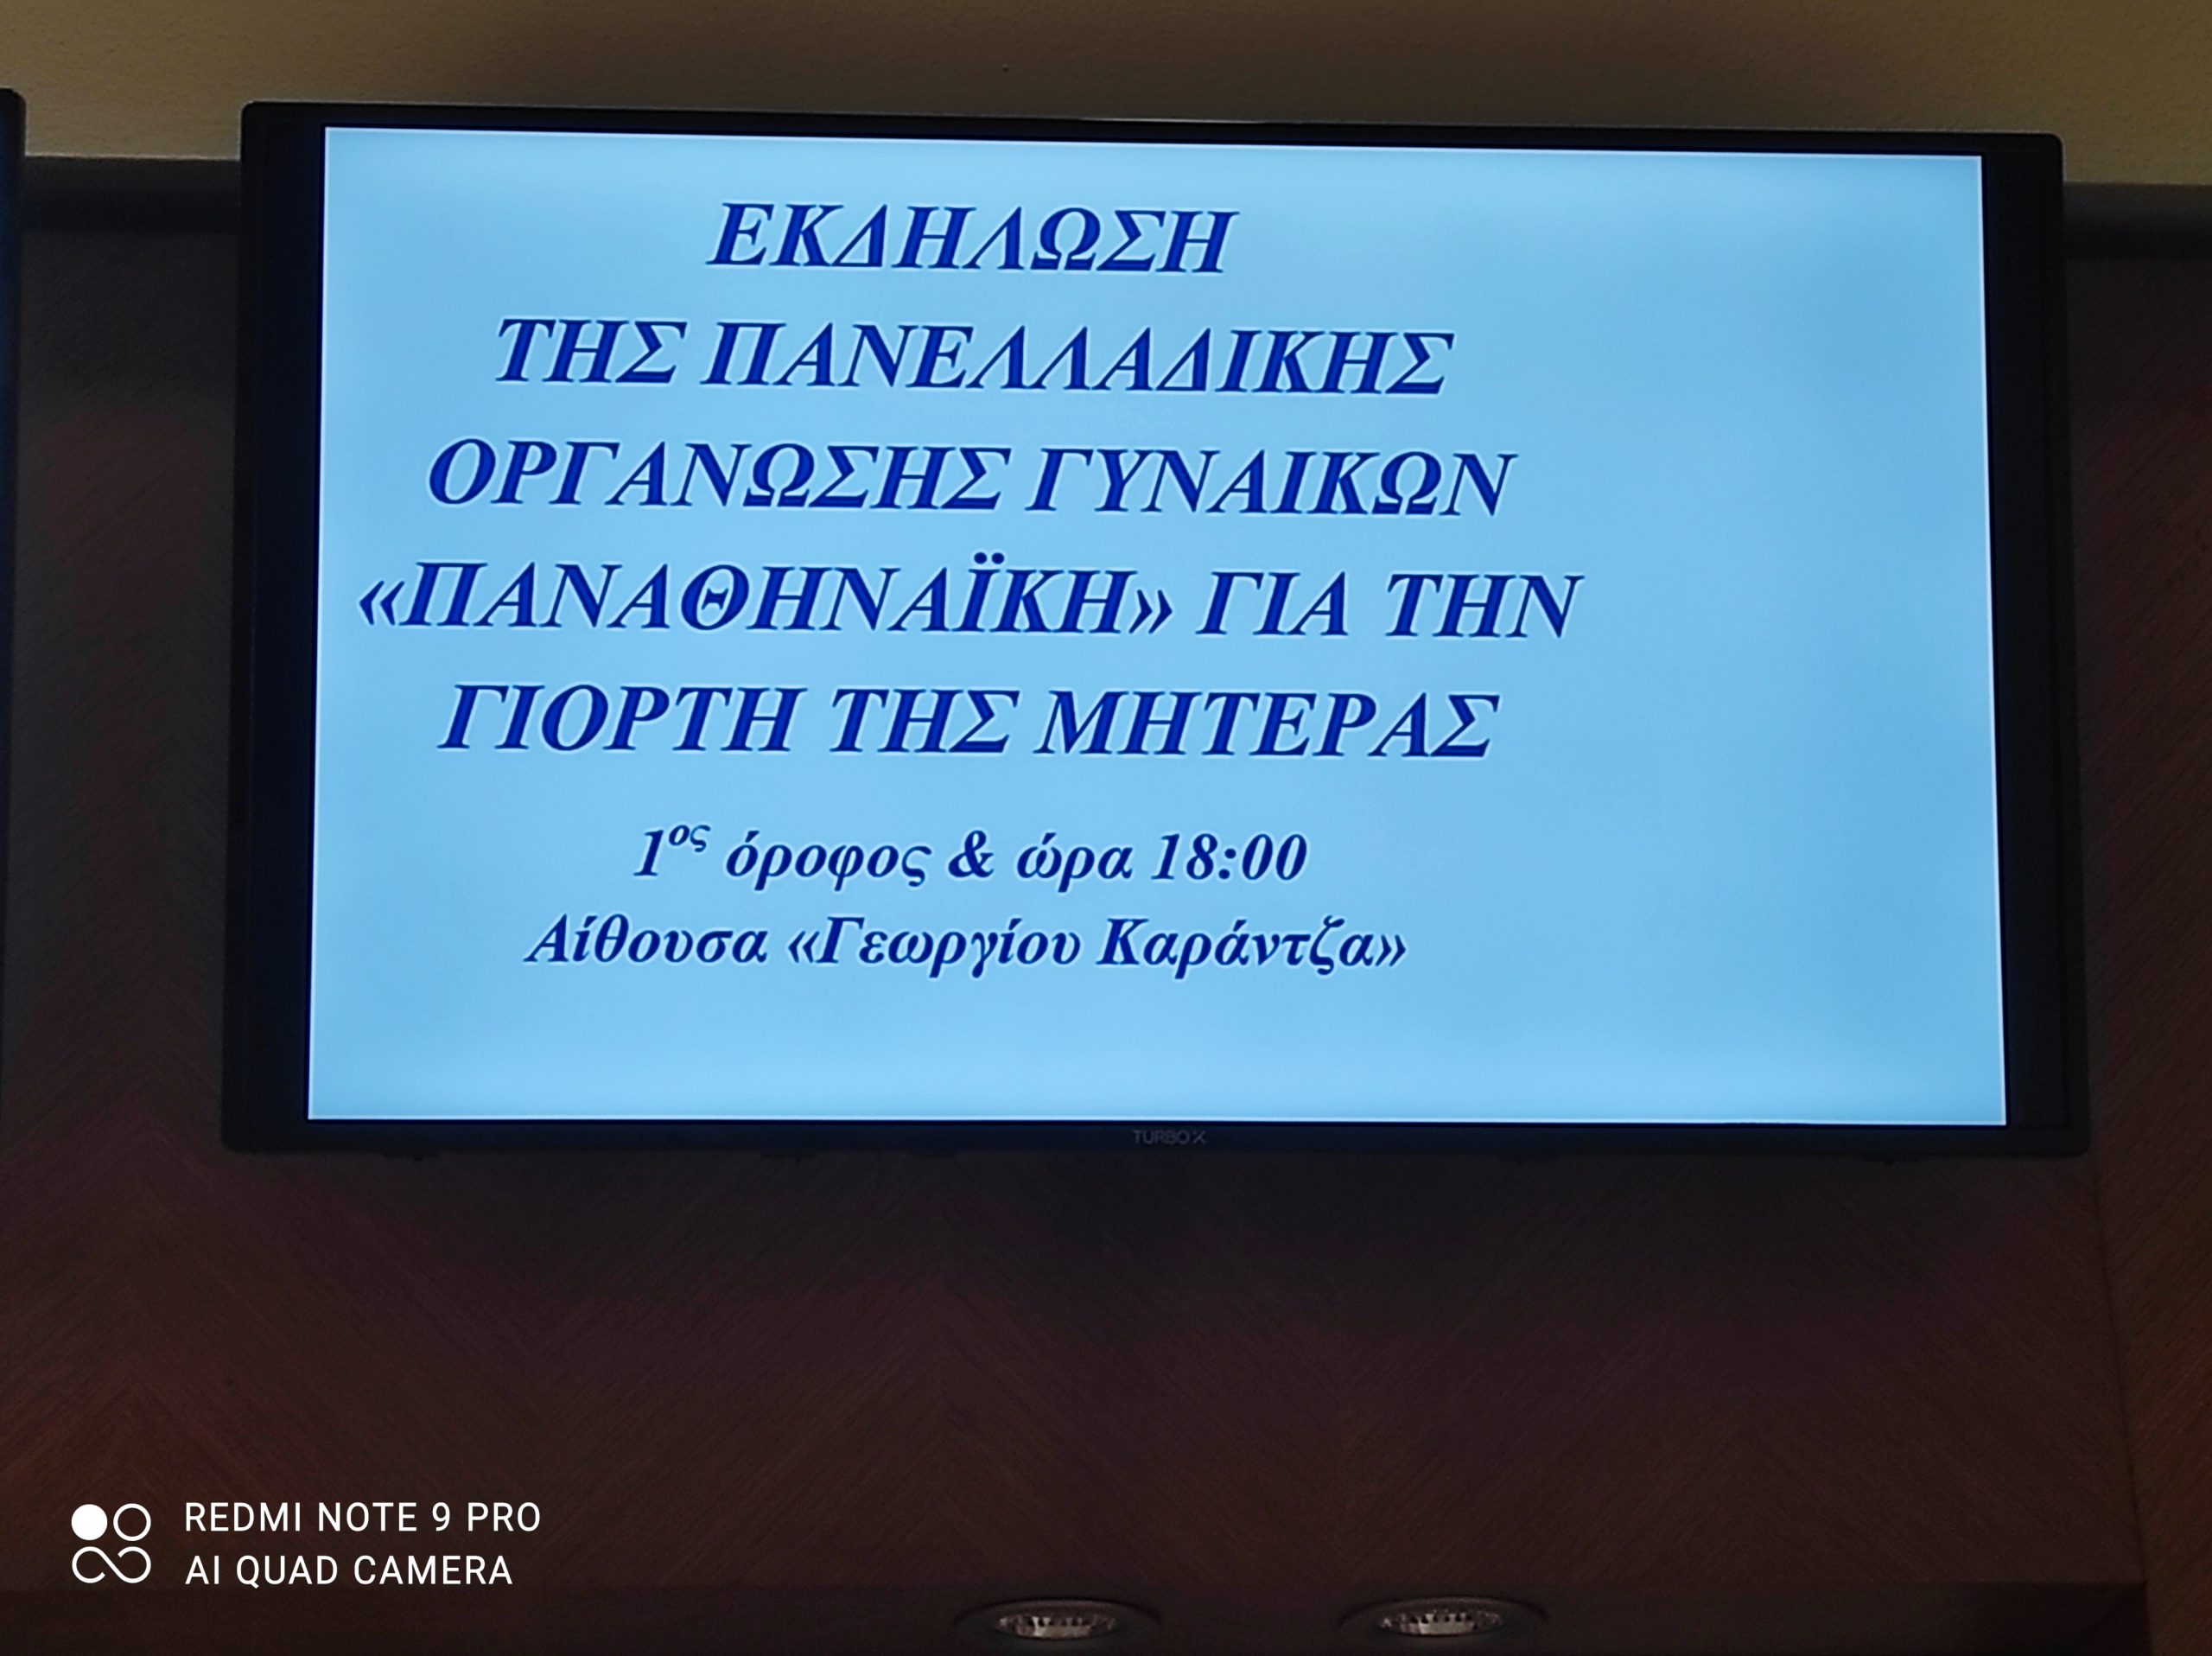 ΕΚΔΗΛΩΣΗ
ΤΗΣ ΠΑΝΕΛΛΑΔΙΚΗΣ
ΟΡΓΑΝΩΣΗΣ ΓΥΝΑΙΚΩΝ
«ΠΑΝΑΘΗΝΑΪΚΗ» ΓΙΑ ΤΗΝ
ΓΙΟΡΤΗ ΤΗΣ ΜΗΤΕΡΑΣ
1ος όροφος & ώρα 18:00
Αίθουσα «Γεωργίου Καράντζα»
TURBO X
REDMI NOTE 9 PRO
AI QUAD CAMERA